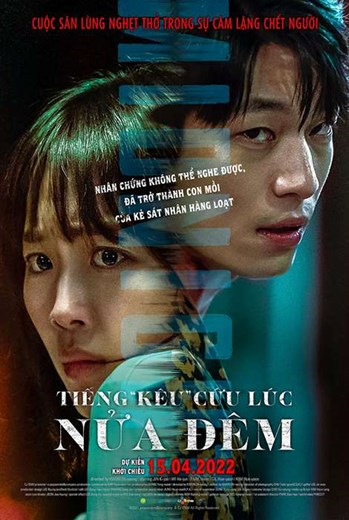 CUỘC SĂN LÙNG NGHẸT THỞ TRONG SỰ CÂM LẶNG CHẾT NGƯỜI
MIDNIGHT
NHÂN CHỨNG KHÔNG THỂ NGHE ĐƯỢC,
ĐÃ TRỞ THÀNH CON MỒI
CỦA KẺ SÁT NHÂN HÀNG LOẠT
TIẾNG "KÊU" CỨU LÚC
NỬA ĐÊM
DỰ KIẾN
KHỞI CHIẾU 15.04.2022